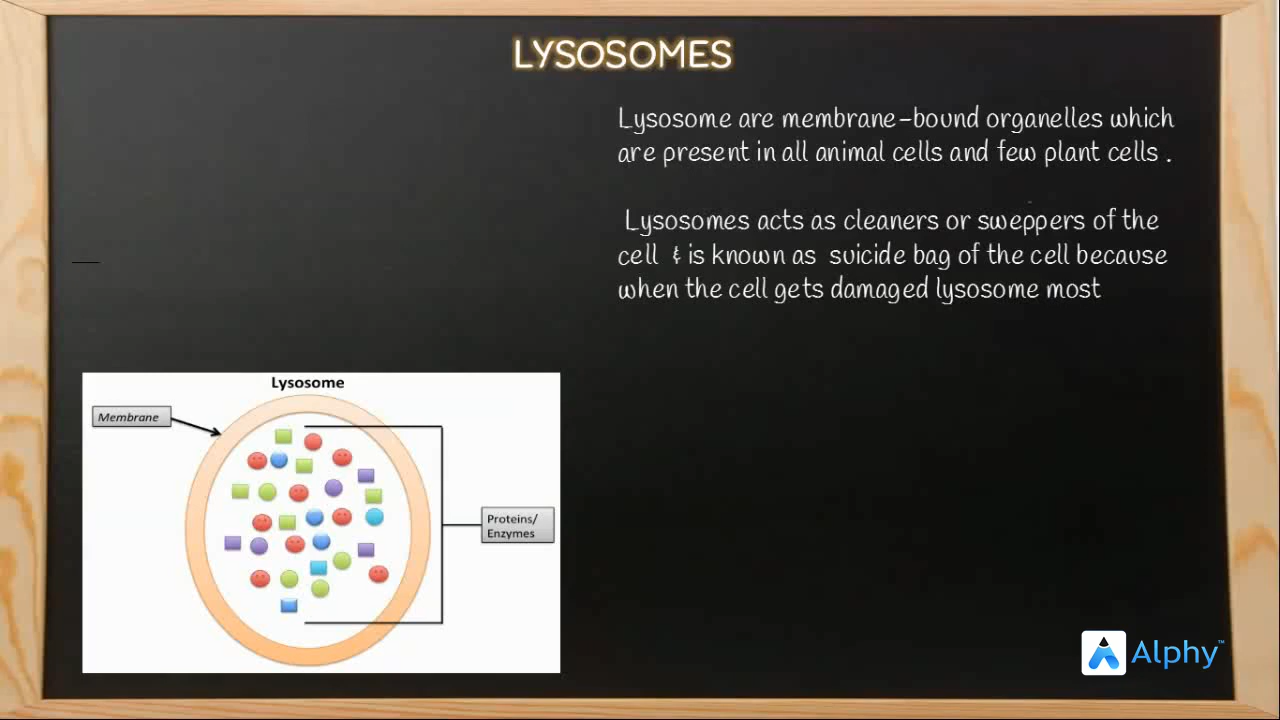 LYSOSOMES
Lysosome are membrane-bound organelles which
are present in all animal cells and few plant cells .
Lysosomes acts as cleaners or sweppers of the
cell & is known as suicide bag of the cell because
when the cell gets damaged lysosome most
Lysosome
Membrane
Proteins/
Enzymes
Alphy™